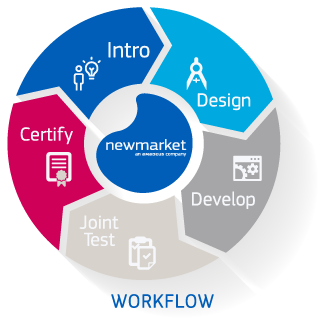 Intro
Design
Develop
Joint
Test
Certify
newmarket
an amadeus company
WORKFLOW